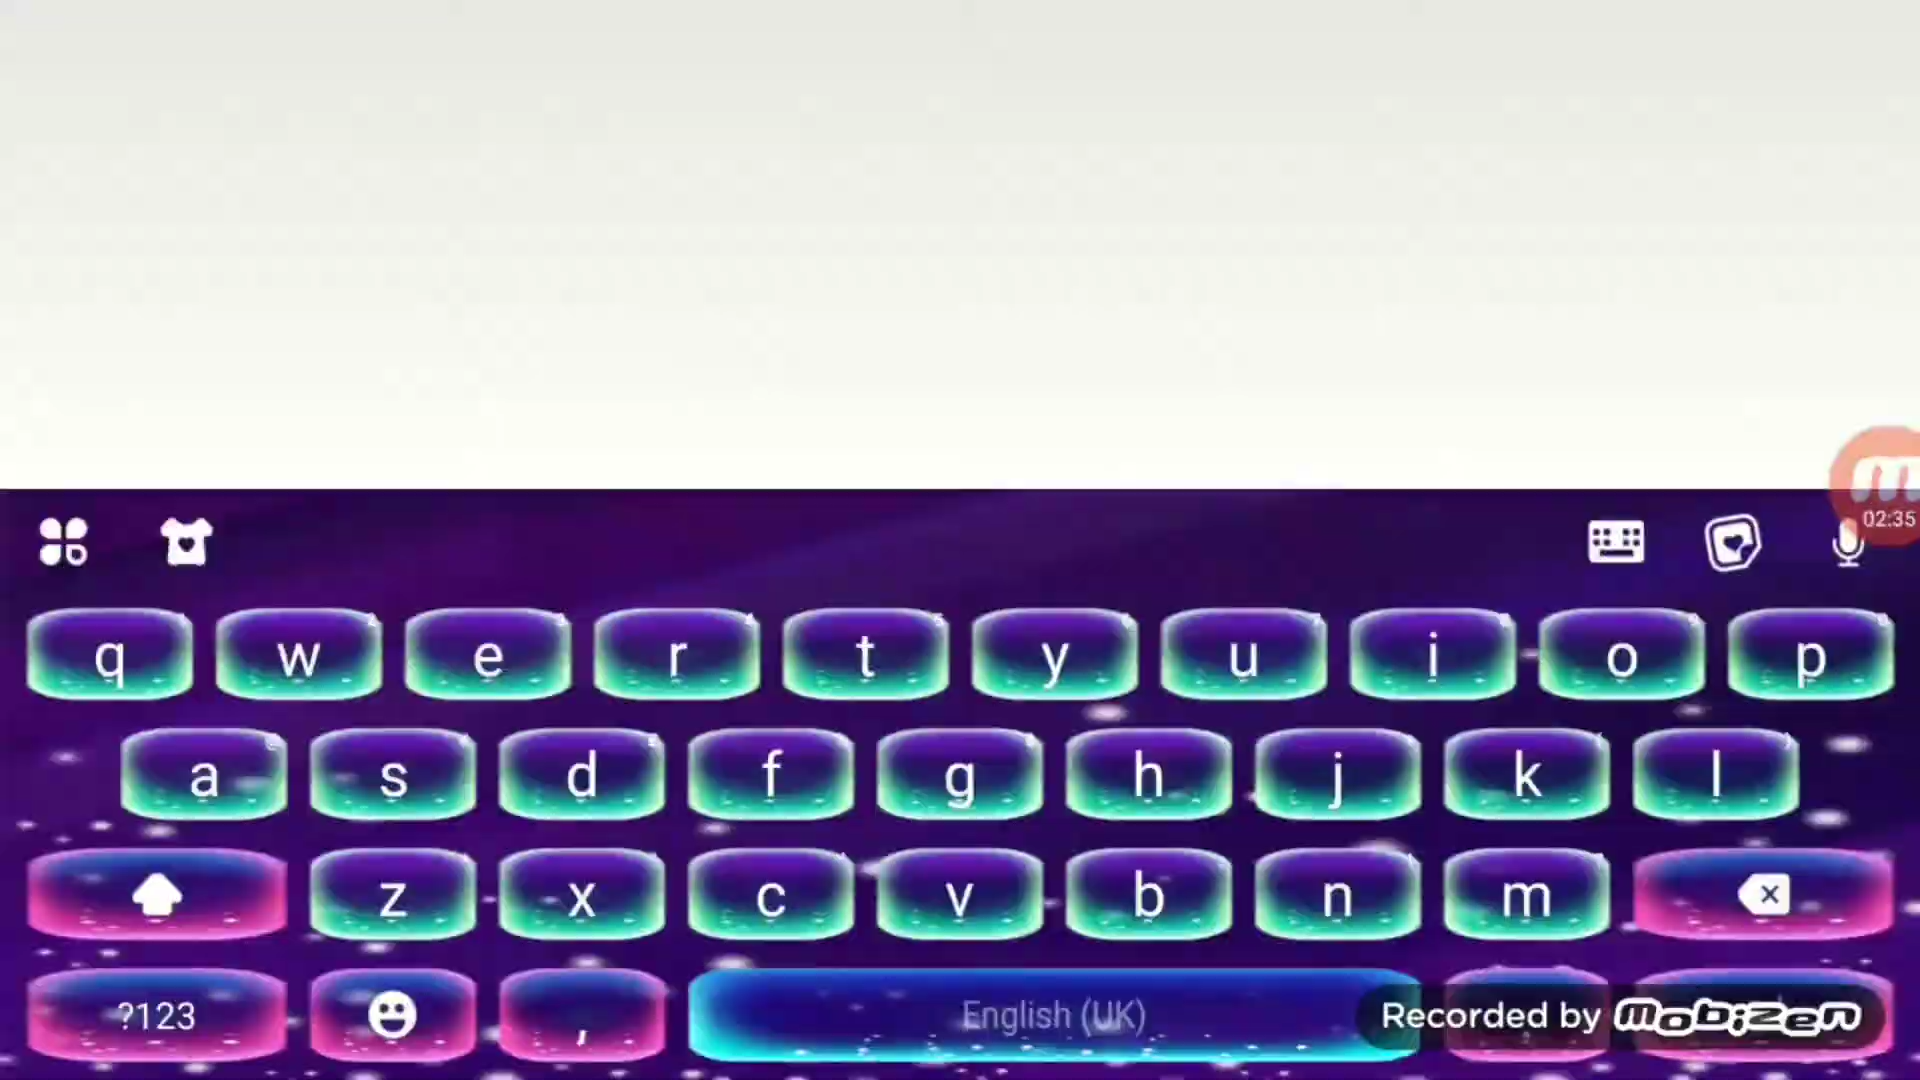 02:35
q w e r t y u i o p
a s d f g h j k l
z x c v b n m
?123 , English (UK) Recorded by mobizen